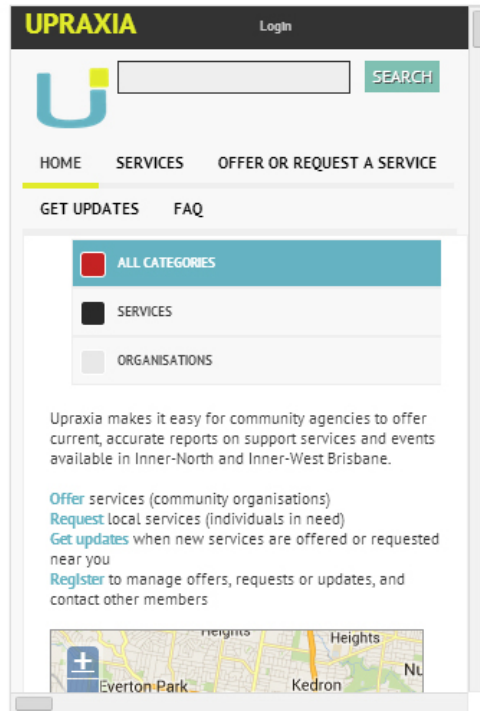 UPRAXIA Login
SEARCH
HOME SERVICES OFFER OR REQUEST A SERVICE
GET UPDATES FAQ
ALL CATEGORIES
SERVICES
ORGANISATIONS
Upraxia makes it easy for community agencies to offer
current, accurate reports on support services and events
available in Inner-North and Inner-West Brisbane.
Offer services (community organisations)
Request local services (individuals in need)
Get updates when new services are offered or requested
near you
Register to manage offers, requests or updates, and
contact other members
Heights Heights
+
Everton Park Kedron